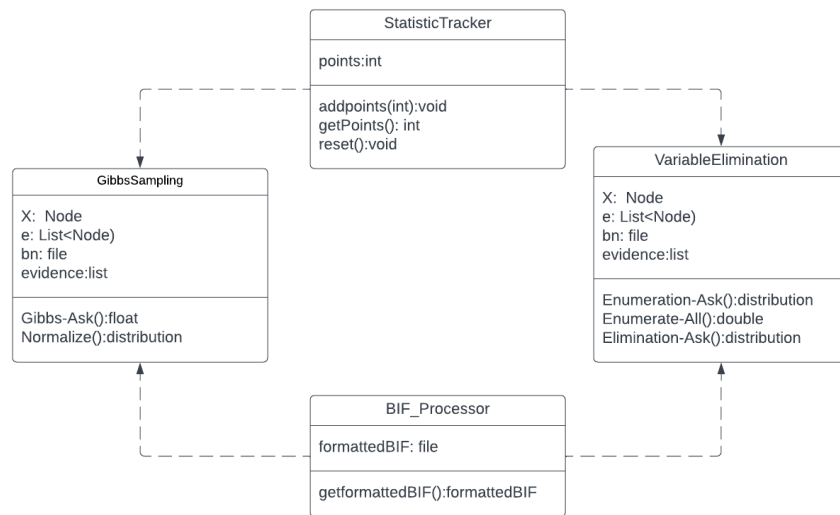 StatisticTracker
points:int
addpoints(int):void
getPoints(): int
reset():void
GibbsSampling
X:  Node
e: List<Node)
bn: file
evidence:list
Gibbs-Ask():float
Normalize():distribution
VariableElimination
X:  Node
e: List<Node)
bn: file
evidence:list
Enumeration-Ask():distribution
Enumerate-All():double
Elimination-Ask():distribution
BIF_Processor
formattedBIF: file
getformattedBIF():formattedBIF